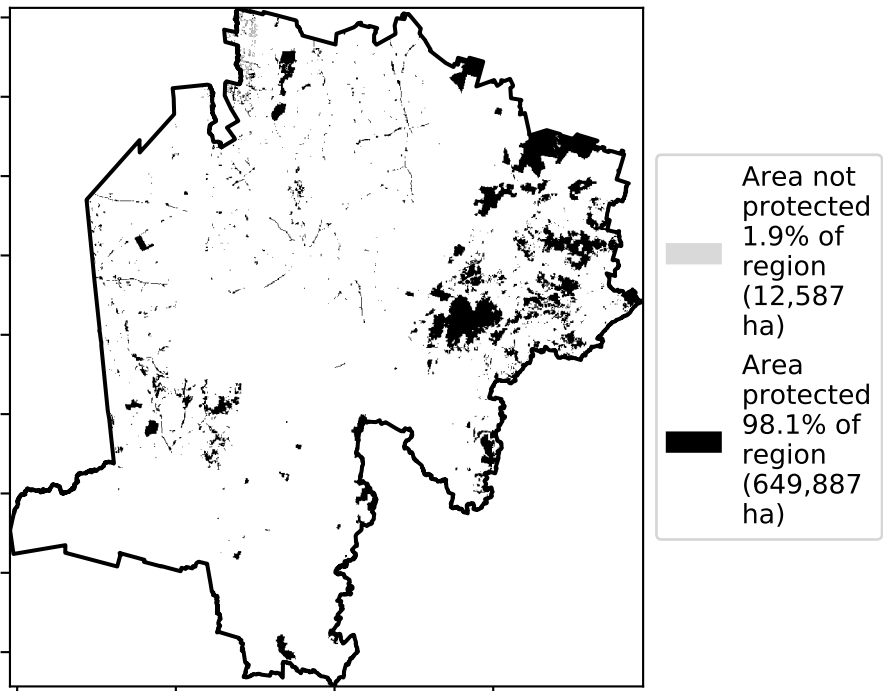 Area not
protected
1.9% of
region
(12,587
ha)
Area
protected
98.1% of
region
(649,887
ha)